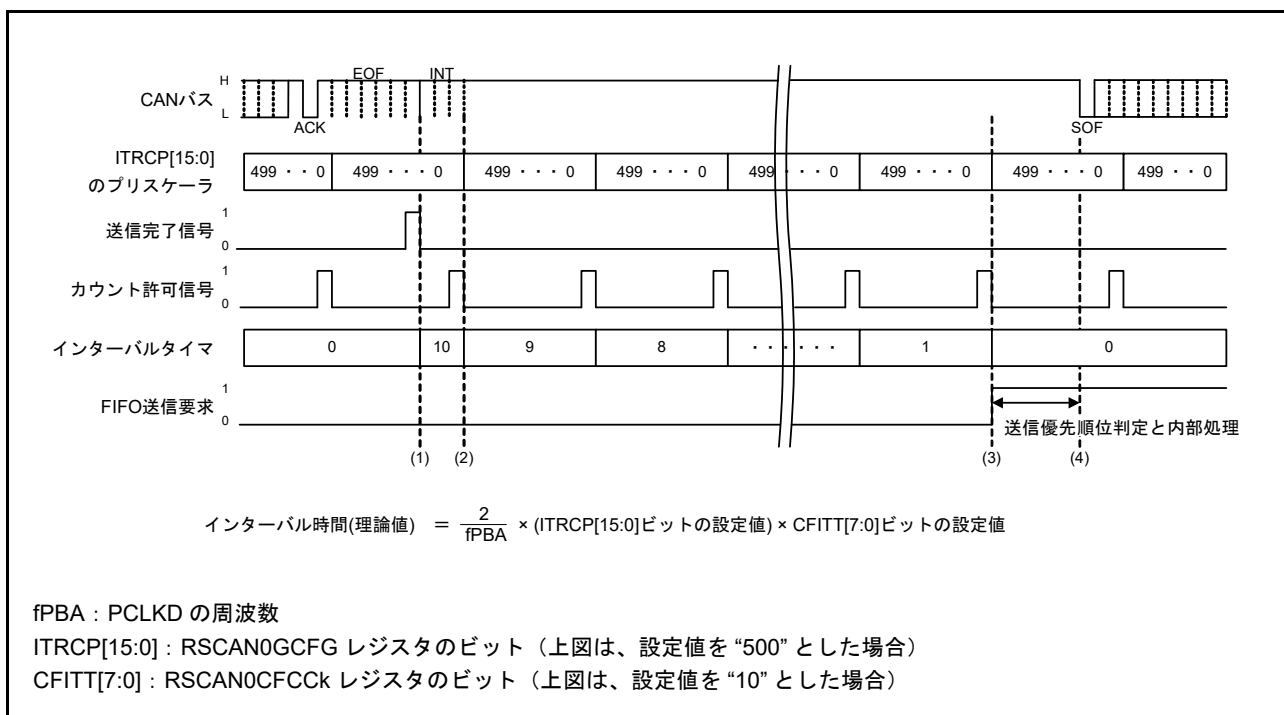 H
EOF
INT
CANバス
L
ACK
SOF
ITRCP[15:0]
のプリスケーラ
499 ・・ 0
499 ・・・ 0
499 ・・・ 0
499 ・・・ 0
499 ・・・ 0
499 ・・・ 0
499 ・・・ 0
499 ・・ 0
1
送信完了信号
0
1
カウント許可信号
0
インターバルタイマ
0
10
9
8
・・・・・・
1
0
1
FIFO送信要求
0
送信優先順位判定と内部処理
(1)
(2)
(3)
(4)
インターバル時間(理論値) = 2/fPBA × (ITRCP[15:0]ビットの設定値) × CFITT[7:0]ビットの設定値
fPBA：PCLKD の周波数
ITRCP[15:0]：RSCAN0GCFG レジスタのビット（上図は、設定値を “500” とした場合）
CFITT[7:0]：RSCAN0CFCCk レジスタのビット（上図は、設定値を “10” とした場合）